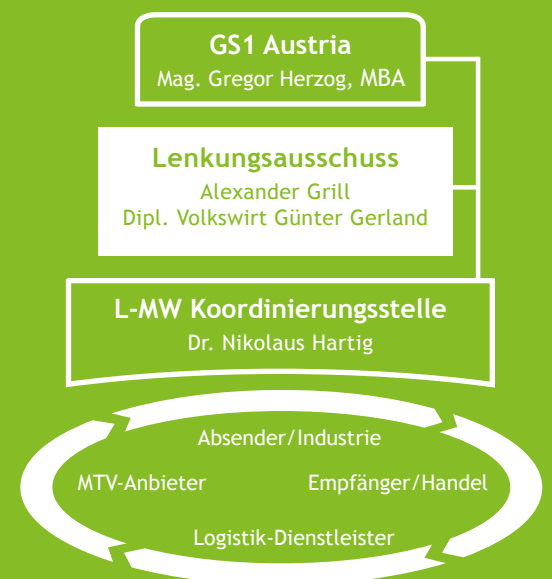 GS1 Austria
Mag. Gregor Herzog, MBA
Lenkungsausschuss
Alexander Grill
Dipl. Volkswirt Günter Gerland
L-MW Koordinierungsstelle
Dr. Nikolaus Hartig
Absender/Industrie
MTV-Anbieter
Empfänger/Handel
Logistik-Dienstleister